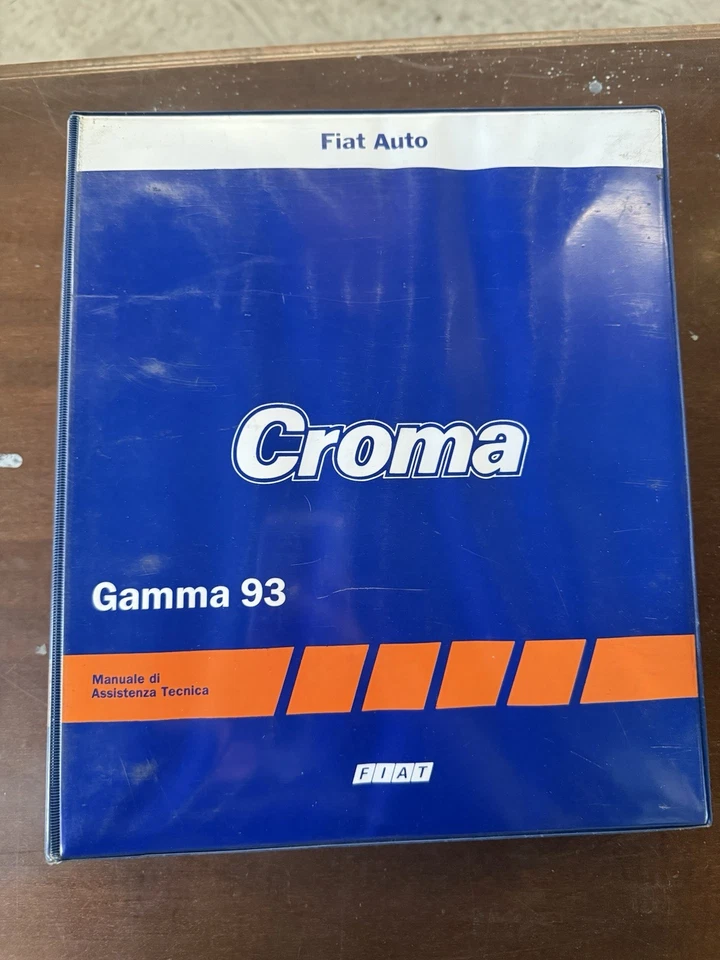 Fiat Auto
Croma
Gamma 93
Manuale di
Assistenza Tecnica
FIAT